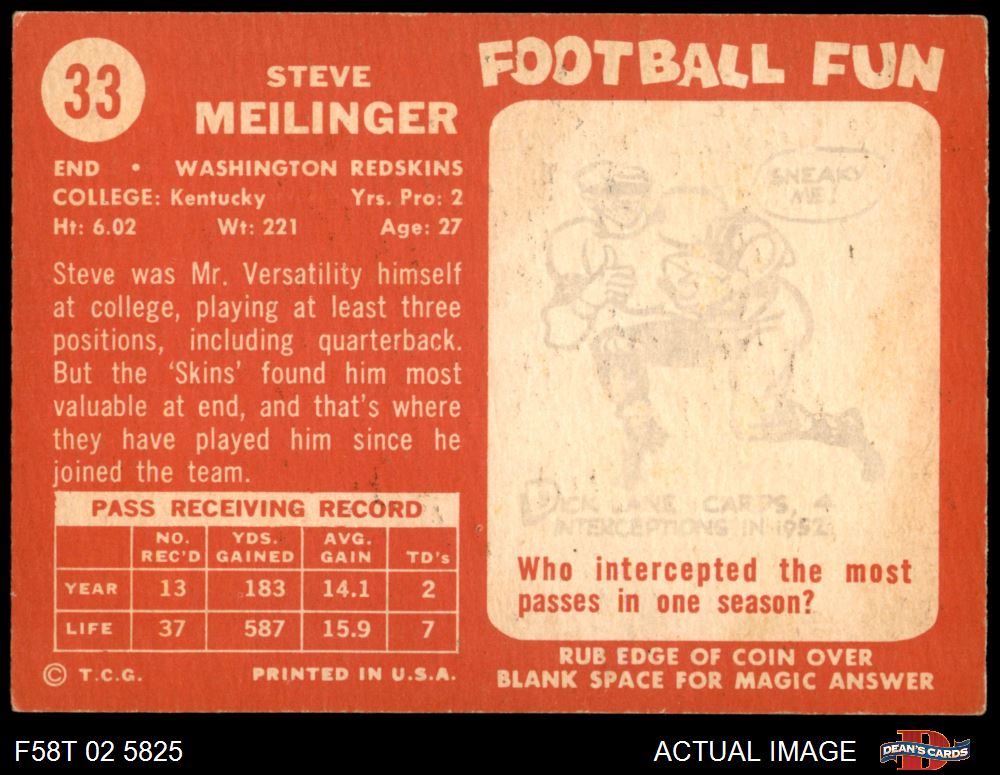 33
STEVE
MEILINGER
END • WASHINGTON REDSKINS
COLLEGE: Kentucky Yrs. Pro: 2
Ht: 6.02 Wt: 221 Age: 27
Steve was Mr. Versatility himself
at college, playing at least three
positions, including quarterback.
But the 'Skins' found him most
valuable at end, and that's where
they have played him since he
joined the team.
PASS RECEIVING RECORD
NO. REC'D YDS. GAINED AVG. GAIN TD's
YEAR 13 183 14.1 2
LIFE 37 587 15.9 7
© T.C.G. PRINTED IN U.S.A.
FOOTBALL FUN
SNEAKY
ME!
LANE CARDS,
INTERCEPTIONS IN 1952
Who intercepted the most
passes in one season?
RUB EDGE OF COIN OVER
BLANK SPACE FOR MAGIC ANSWER
F58T 02 5825
ACTUAL IMAGE
D
DEAN'S CARDS